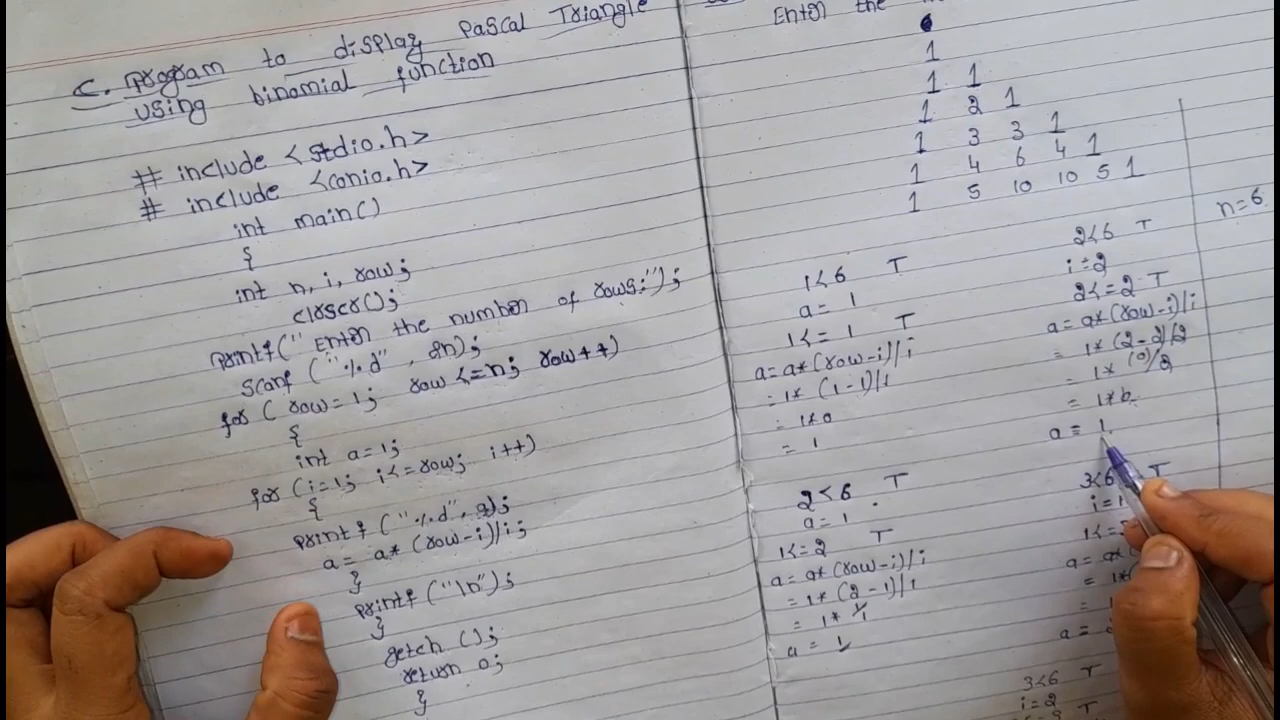 C. Program to display Pascal Triangle
using binomial function
# include <stdio.h>
# include <conio.h>
int main()
{
int n, i, row;
clrscr();
printf("Enter the number of rows:");
scanf ("%d", &n);
for ( row=1; row<=n; row++)
{
int a=1;
for (i=1; i<=row; i++)
{
printf ("%d", a);
a= a*(row-i)/i;
}
printf ("\n");
}
getch ();
return 0;
}
Enter the
1
1 1
1 2 1
1 3 3 1
1 4 6 4 1
1 5 10 10 5 1
1<6 T
a= 1
1<= 1 T
a= a*(row-i)/i
= 1* (1-1)/1
= 1*0
= 1
2<6 T
a=1
1<=2 T
a= a*(row-i)/i
= 1*(2-1)/1
= 1* 1/1
a = 1
2<6 T
i=2
2<=2 T
a= a*(row-i)/i
= 1*(2-2)/2
= 1* (0)/2
= 1*
a = 1
3<6 T
a= a*
a =
3<6 T
i=2
n=6